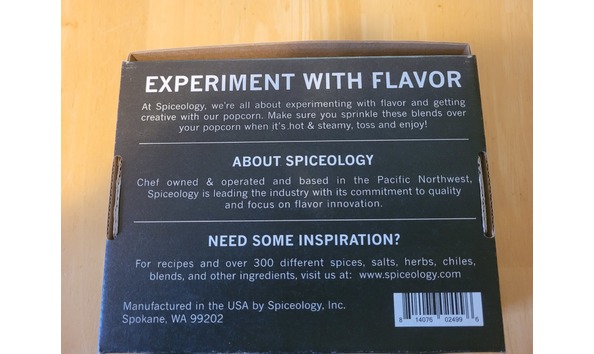 EXPERIMENT WITH FLAVOR
At Spiceology, we're all about experimenting with flavor and getting
creative with our popcorn. Make sure you sprinkle these blends over
your popcorn when it's hot & steamy, toss and enjoy!
ABOUT SPICEOLOGY
Chef owned & operated and based in the Pacific Northwest,
Spiceology is leading the industry with its commitment to quality
and focus on flavor innovation.
NEED SOME INSPIRATION?
For recipes and over 300 different spices, salts, herbs, chiles,
blends, and other ingredients, visit us at: www.spiceology.com
Manufactured in the USA by Spiceology, Inc.
Spokane, WA 99202
8 14076 02499 6